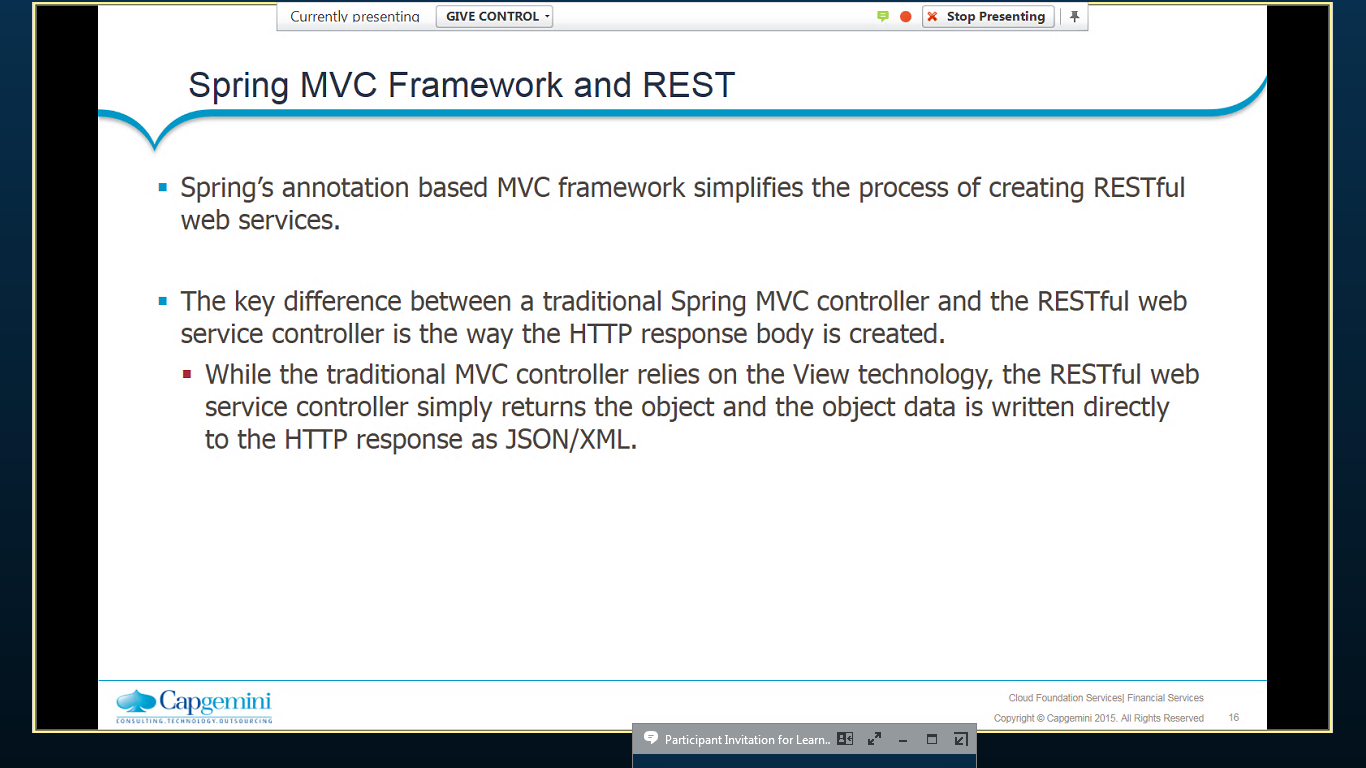 Currently presenting GIVE CONTROL Stop Presenting
Spring MVC Framework and REST
Spring’s annotation based MVC framework simplifies the process of creating RESTful
web services.
The key difference between a traditional Spring MVC controller and the RESTful web
service controller is the way the HTTP response body is created.
While the traditional MVC controller relies on the View technology, the RESTful web
service controller simply returns the object and the object data is written directly
to the HTTP response as JSON/XML.
Capgemini
CONSULTING.TECHNOLOGY.OUTSOURCING
Cloud Foundation Services| Financial Services
Copyright © Capgemini 2015. All Rights Reserved 16
Participant Invitation for Learn..